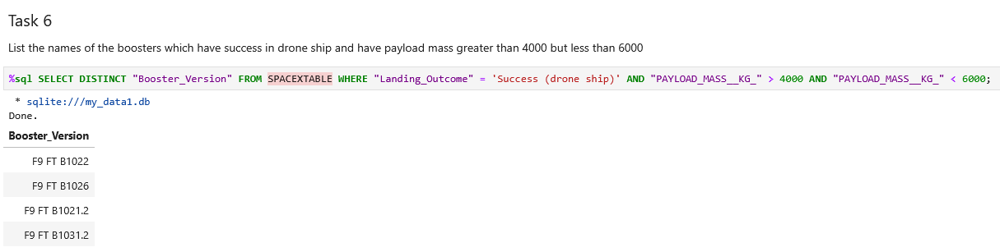 Task 6
List the names of the boosters which have success in drone ship and have payload mass greater than 4000 but less than 6000
%sql SELECT DISTINCT "Booster_Version" FROM SPACEXTABLE WHERE "Landing_Outcome" = 'Success (drone ship)' AND "PAYLOAD_MASS__KG_" > 4000 AND "PAYLOAD_MASS__KG_" < 6000;
* sqlite:///my_data1.db
Done.
Booster_Version
F9 FT B1022
F9 FT B1026
F9 FT B1021.2
F9 FT B1031.2